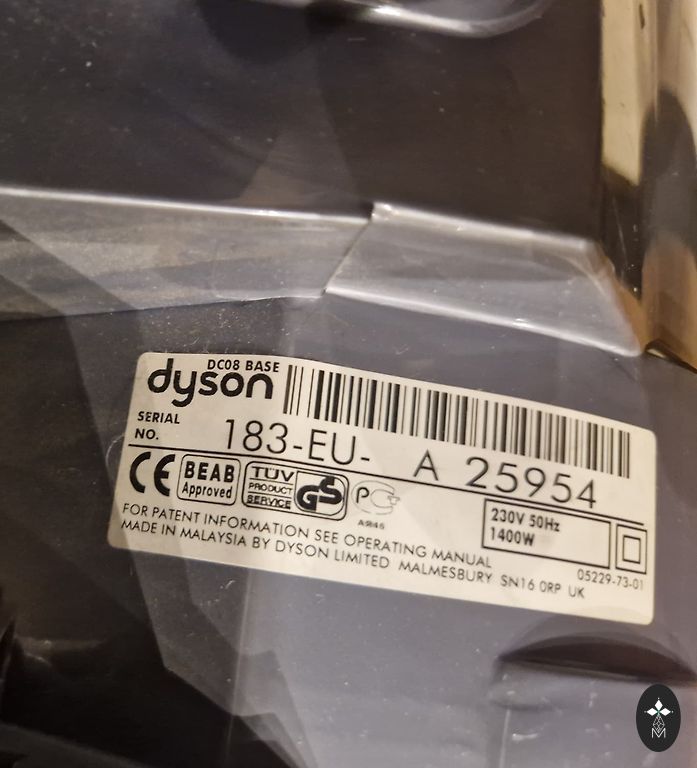 DC08 BASE
dyson
SERIAL
NO.
183-EU- A 25954
CE
BEAB
Approved
TÜV
PRODUCT
SERVICE
GS
230V 50Hz
1400W
FOR PATENT INFORMATION SEE OPERATING MANUAL
MADE IN MALAYSIA BY DYSON LIMITED MALMESBURY SN16 0RP UK
05229-73-01
M